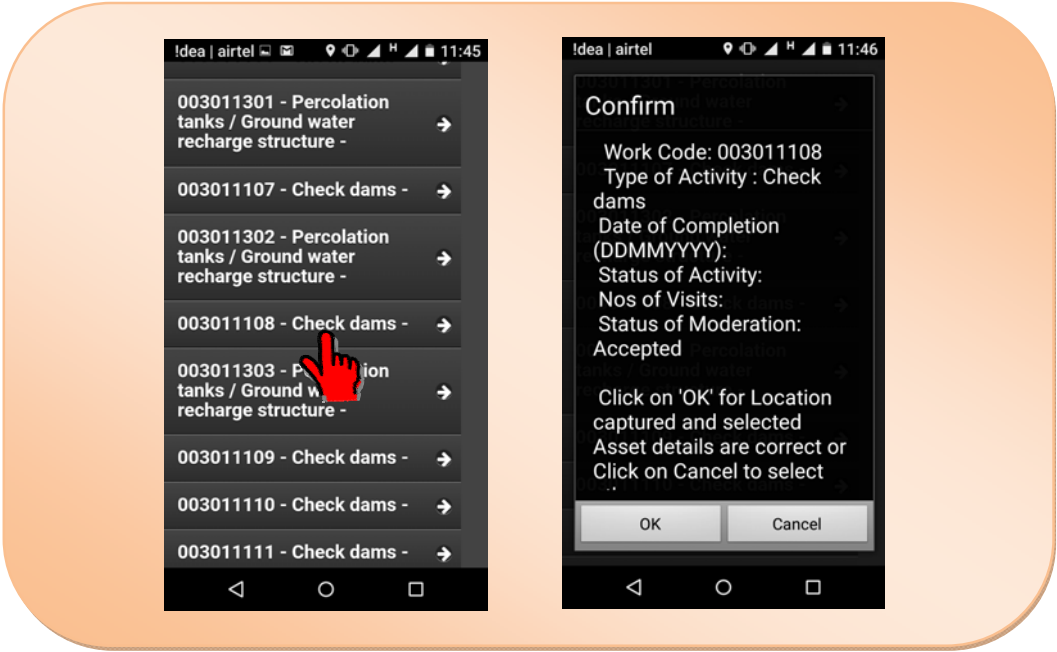 !dea | airtel H 11:45
003011301 - Percolation
tanks / Ground water
recharge structure -
003011107 - Check dams -
003011302 - Percolation
tanks / Ground water
recharge structure -
003011108 - Check dams -
003011303 - P ion
tanks / Ground w
recharge structure -
003011109 - Check dams -
003011110 - Check dams -
003011111 - Check dams -
!dea | airtel H 11:46
Confirm
Work Code: 003011108
Type of Activity : Check
dams
Date of Completion
(DDMMYYYY):
Status of Activity:
Nos of Visits:
Status of Moderation:
Accepted
Click on 'OK' for Location
captured and selected
Asset details are correct or
Click on Cancel to select
OK Cancel